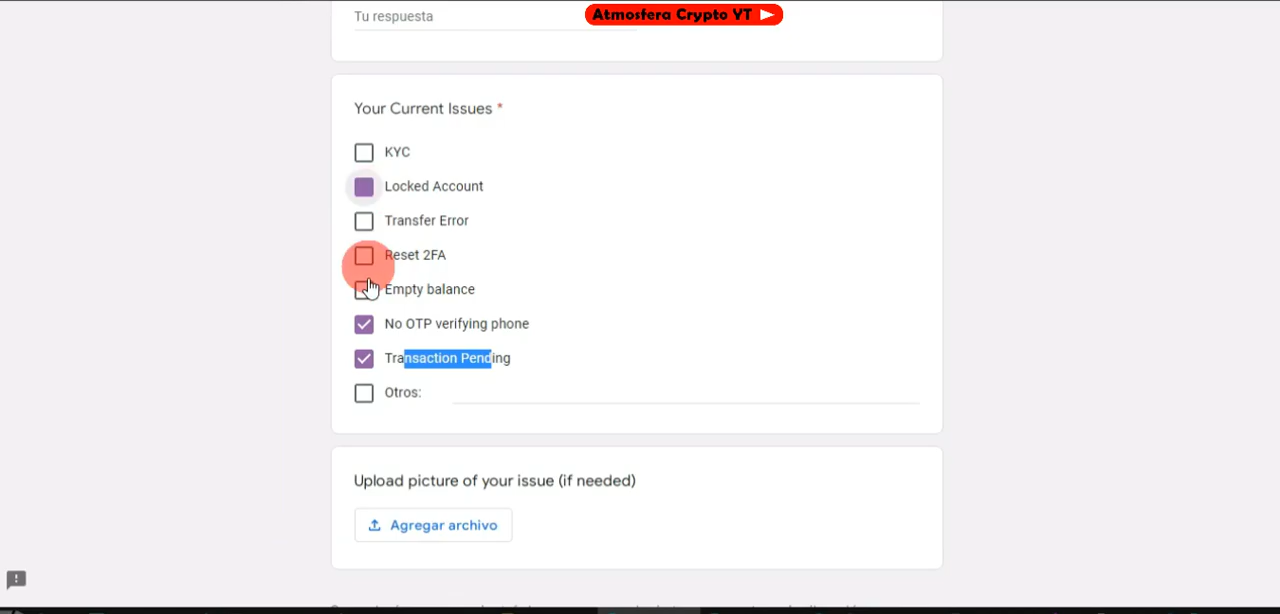 Tu respuesta
Atmosfera Crypto YT
Your Current Issues *
KYC
Locked Account
Transfer Error
Reset 2FA
Empty balance
No OTP verifying phone
Transaction Pending
Otros:
Upload picture of your issue (if needed)
Agregar archivo